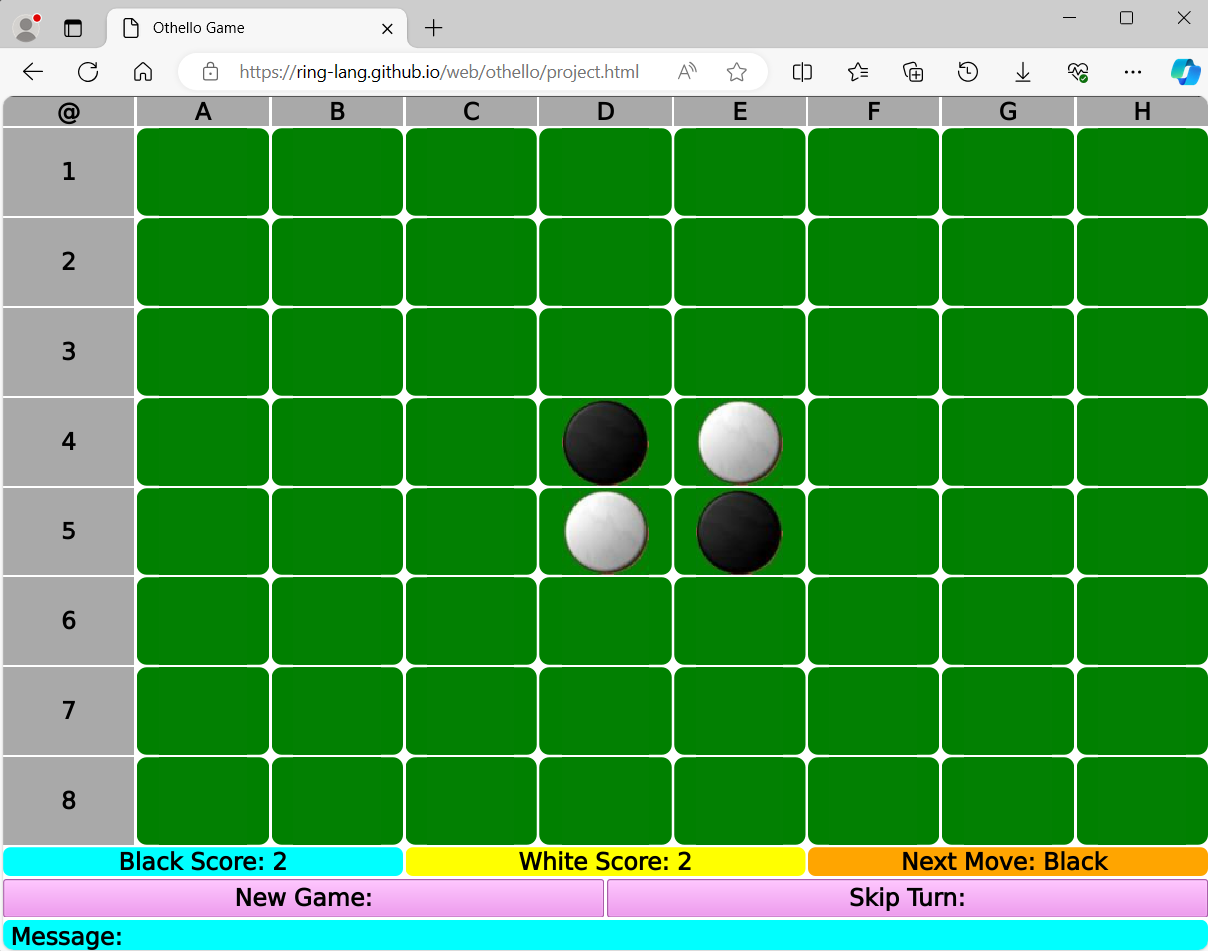 Othello Game
https://ring-lang.github.io/web/othello/project.html
@ A B C D E F G H
1
2
3
4
5
6
7
8
Black Score: 2 White Score: 2 Next Move: Black
New Game: Skip Turn:
Message: